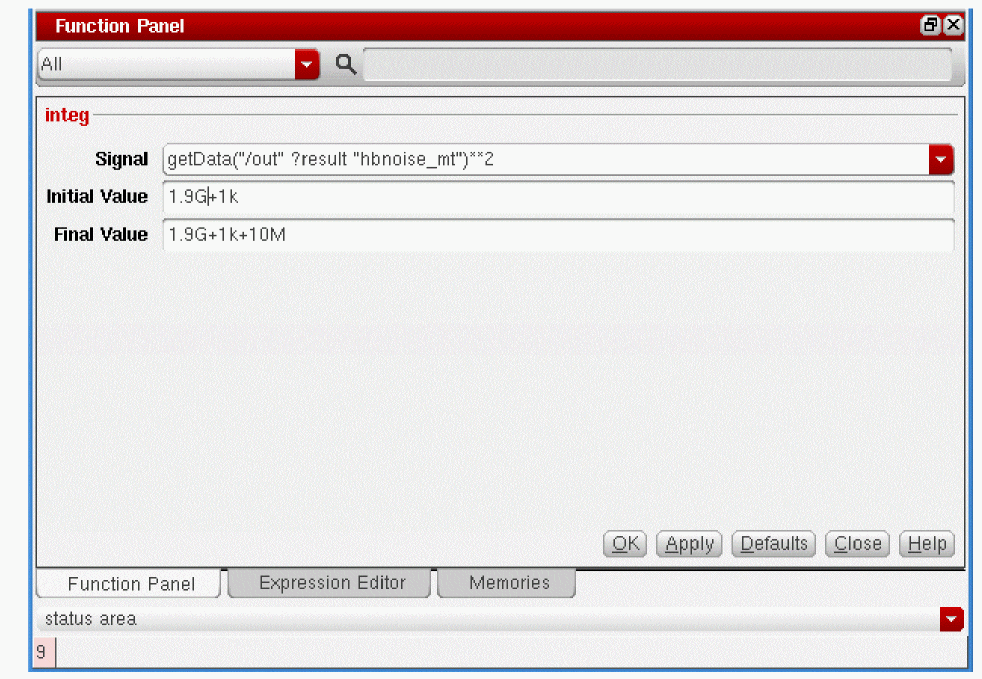 Function Panel
All
integ
Signal getData("/out" ?result "hbnoise_mt")**2
Initial Value 1.9G+1k
Final Value 1.9G+1k+10M
OK Apply Defaults Close Help
Function Panel Expression Editor Memories
status area
9